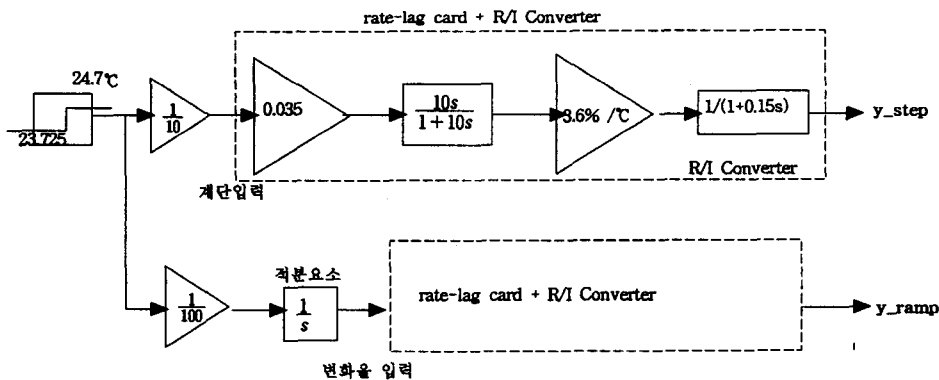 rate-lag card + R/I Converter
24.7℃
23.725
1
10
0.035
10s
1+10s
3.6% /℃
1/(1+0.15s)
y_step
R/I Converter
계단입력
1
100
적분요소
1
s
rate-lag card + R/I Converter
y_ramp
변화율 입력